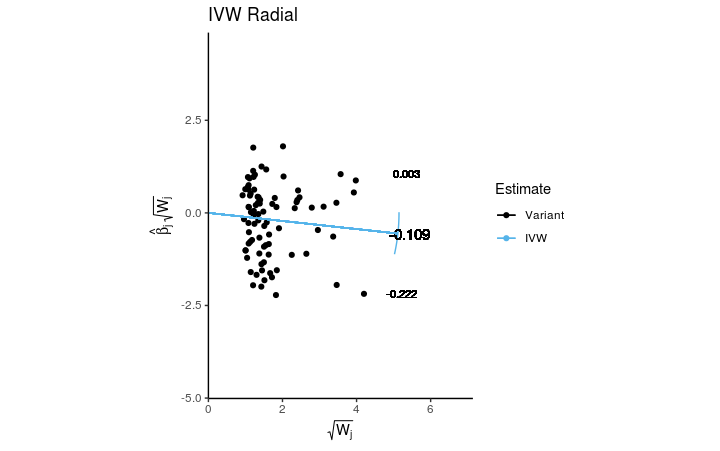 IVW Radial
2.5
0.0
-2.5
-5.0
β̂ⱼ√Wⱼ
0.003
-0.109
-0.222
0
2
4
6
√Wⱼ
Estimate
Variant
IVW